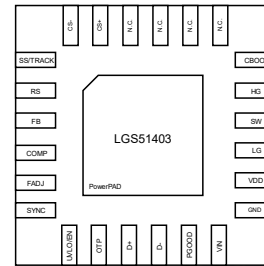 CS-
CS+
N.C.
N.C.
N.C.
N.C.
SS/TRACK
RS
FB
COMP
FADJ
SYNC
CBOO
HG
SW
LG
VDD
GND
LGS51403
PowerPAD
UVLO/EN
OTP
D+
D-
PGOOD
VIN